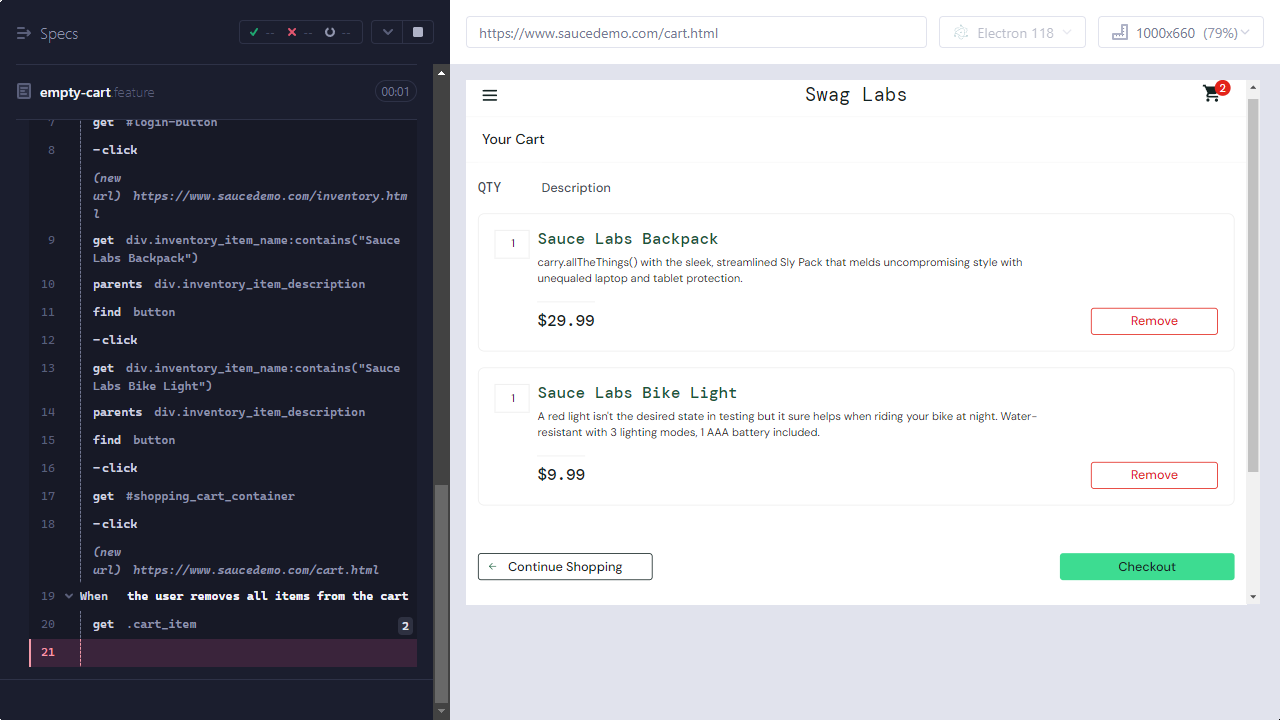 Specs
--
--
--
empty-cart.feature
00:01
7 get #login-button
8 -click
(new
url) https://www.saucedemo.com/inventory.htm
l
9 get div.inventory_item_name:contains("Sauce
Labs Backpack")
10 parents div.inventory_item_description
11 find button
12 -click
13 get div.inventory_item_name:contains("Sauce
Labs Bike Light")
14 parents div.inventory_item_description
15 find button
16 -click
17 get #shopping_cart_container
18 -click
(new
url) https://www.saucedemo.com/cart.html
19 When the user removes all items from the cart
20 get .cart_item 2
21
https://www.saucedemo.com/cart.html
Electron 118
1000x660 (79%)
Swag Labs
2
Your Cart
QTY Description
1 Sauce Labs Backpack
carry.allTheThings() with the sleek, streamlined Sly Pack that melds uncompromising style with
unequaled laptop and tablet protection.
$29.99 Remove
1 Sauce Labs Bike Light
A red light isn't the desired state in testing but it sure helps when riding your bike at night. Water-
resistant with 3 lighting modes, 1 AAA battery included.
$9.99 Remove
Continue Shopping
Checkout